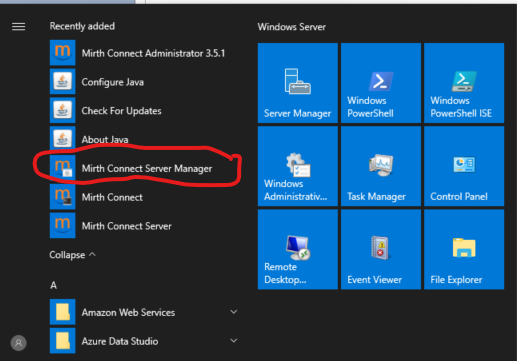 Recently added
Mirth Connect Administrator 3.5.1
Configure Java
Check For Updates
About Java
Mirth Connect Server Manager
Mirth Connect
Mirth Connect Server
Collapse
A
Amazon Web Services
Azure Data Studio
Windows Server
Server Manager
Windows
PowerShell
Windows
PowerShell ISE
Windows
Administrativ...
Task Manager
Control Panel
Remote
Desktop...
Event Viewer
File Explorer